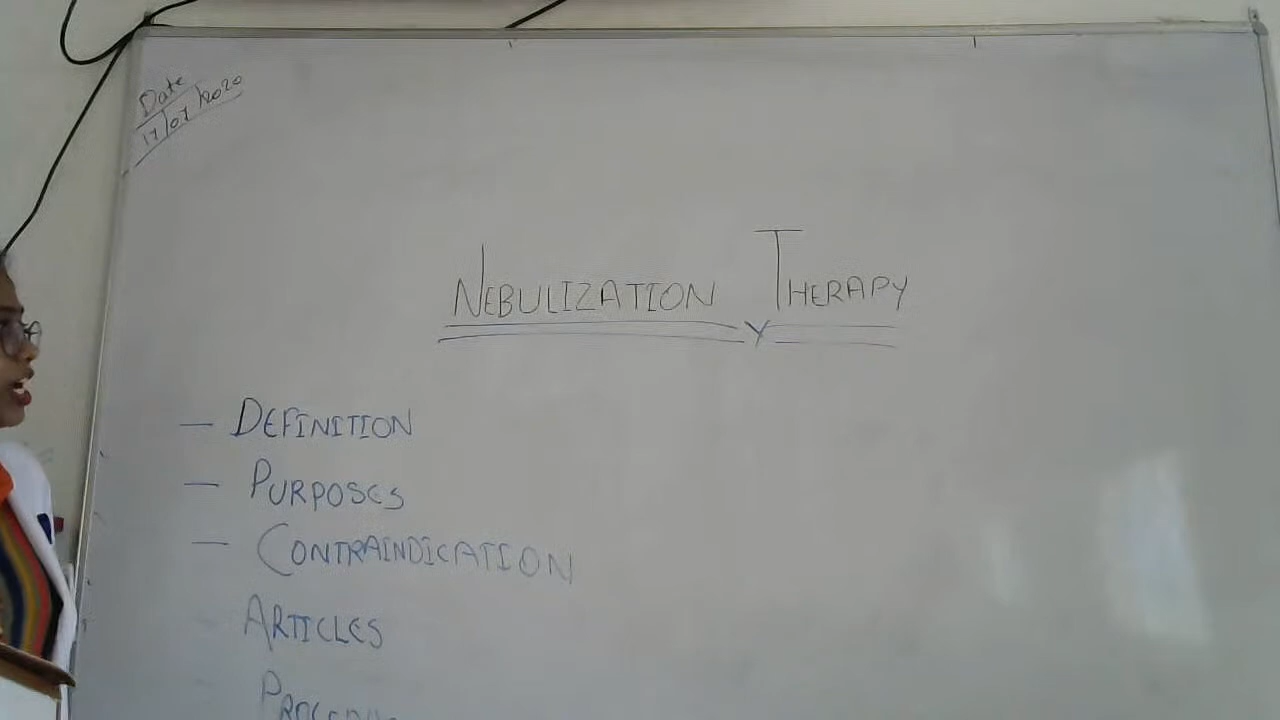 Date
17/07/2020
NEBULIZATION THERAPY
— DEFINITION
— PURPOSES
— CONTRAINDICATION
ARTICLES